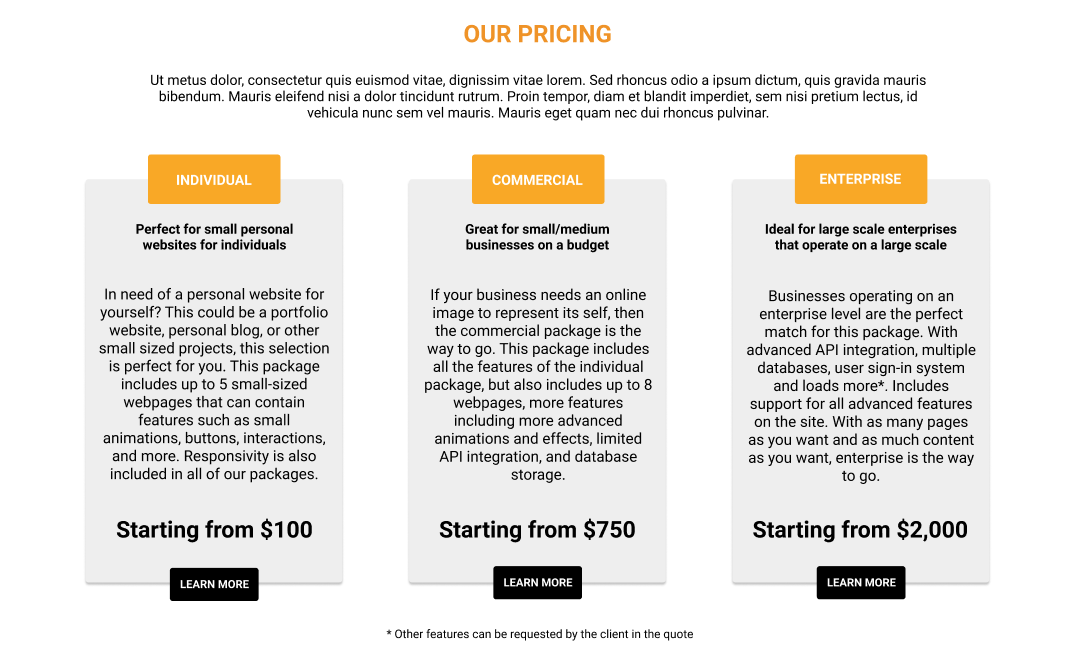 OUR PRICING
Ut metus dolor, consectetur quis euismod vitae, dignissim vitae lorem. Sed rhoncus odio a ipsum dictum, quis gravida mauris
bibendum. Mauris eleifend nisi a dolor tincidunt rutrum. Proin tempor, diam et blandit imperdiet, sem nisi pretium lectus, id
vehicula nunc sem vel mauris. Mauris eget quam nec dui rhoncus pulvinar.
INDIVIDUAL
Perfect for small personal
websites for individuals
In need of a personal website for
yourself? This could be a portfolio
website, personal blog, or other
small sized projects, this selection
is perfect for you. This package
includes up to 5 small-sized
webpages that can contain
features such as small
animations, buttons, interactions,
and more. Responsivity is also
included in all of our packages.
Starting from $100
LEARN MORE
COMMERCIAL
Great for small/medium
businesses on a budget
If your business needs an online
image to represent its self, then
the commercial package is the
way to go. This package includes
all the features of the individual
package, but also includes up to 8
webpages, more features
including more advanced
animations and effects, limited
API integration, and database
storage.
Starting from $750
LEARN MORE
ENTERPRISE
Ideal for large scale enterprises
that operate on a large scale
Businesses operating on an
enterprise level are the perfect
match for this package. With
advanced API integration, multiple
databases, user sign-in system
and loads more*. Includes
support for all advanced features
on the site. With as many pages
as you want and as much content
as you want, enterprise is the way
to go.
Starting from $2,000
LEARN MORE
* Other features can be requested by the client in the quote